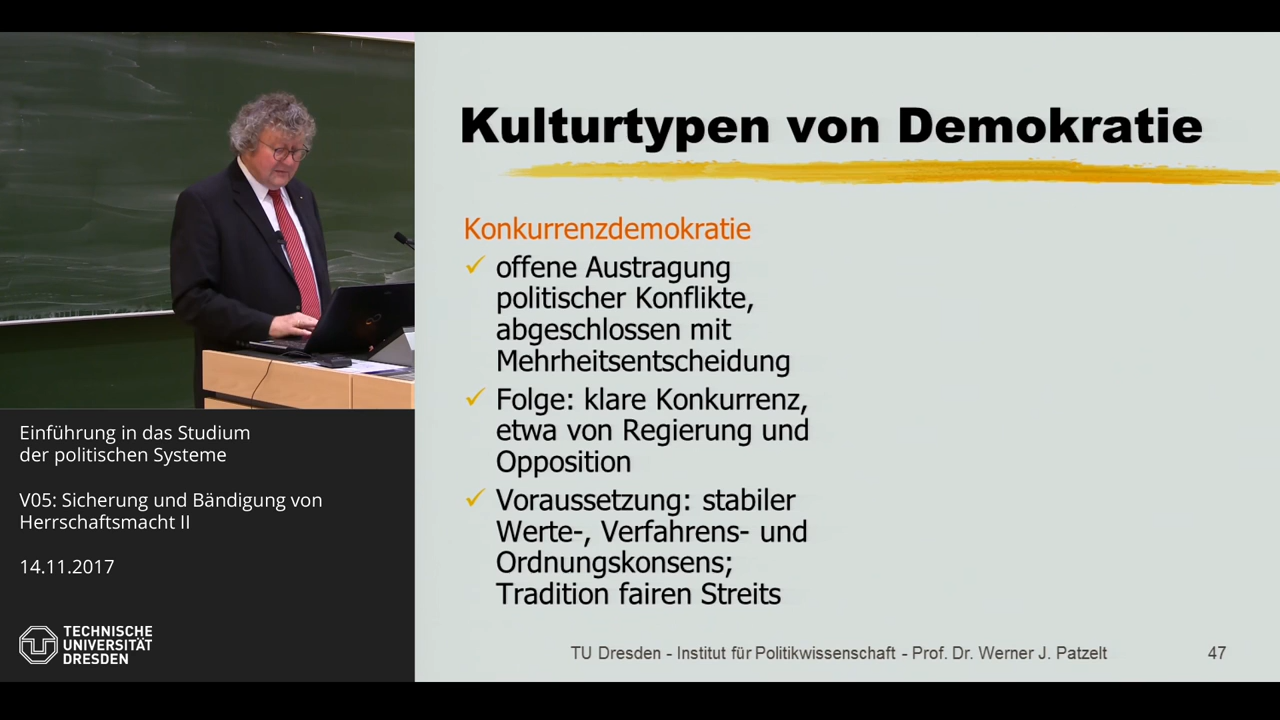 Kulturtypen von Demokratie
Konkurrenzdemokratie
✓ offene Austragung
politischer Konflikte,
abgeschlossen mit
Mehrheitsentscheidung
✓ Folge: klare Konkurrenz,
etwa von Regierung und
Opposition
✓ Voraussetzung: stabiler
Werte-, Verfahrens- und
Ordnungskonsens;
Tradition fairen Streits
TU Dresden - Institut für Politikwissenschaft - Prof. Dr. Werner J. Patzelt
47
Einführung in das Studium
der politischen Systeme
V05: Sicherung und Bändigung von
Herrschaftsmacht II
14.11.2017
TECHNISCHE
UNIVERSITÄT
DRESDEN